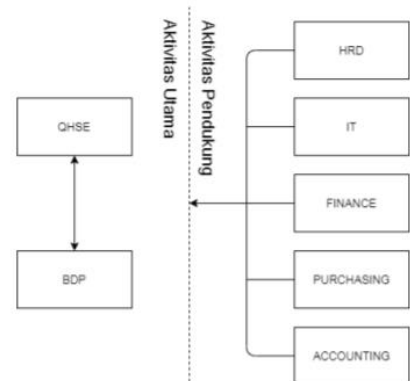 QHSE
BDP
Aktivitas Utama
Aktivitas Pendukung
HRD
IT
FINANCE
PURCHASING
ACCOUNTING